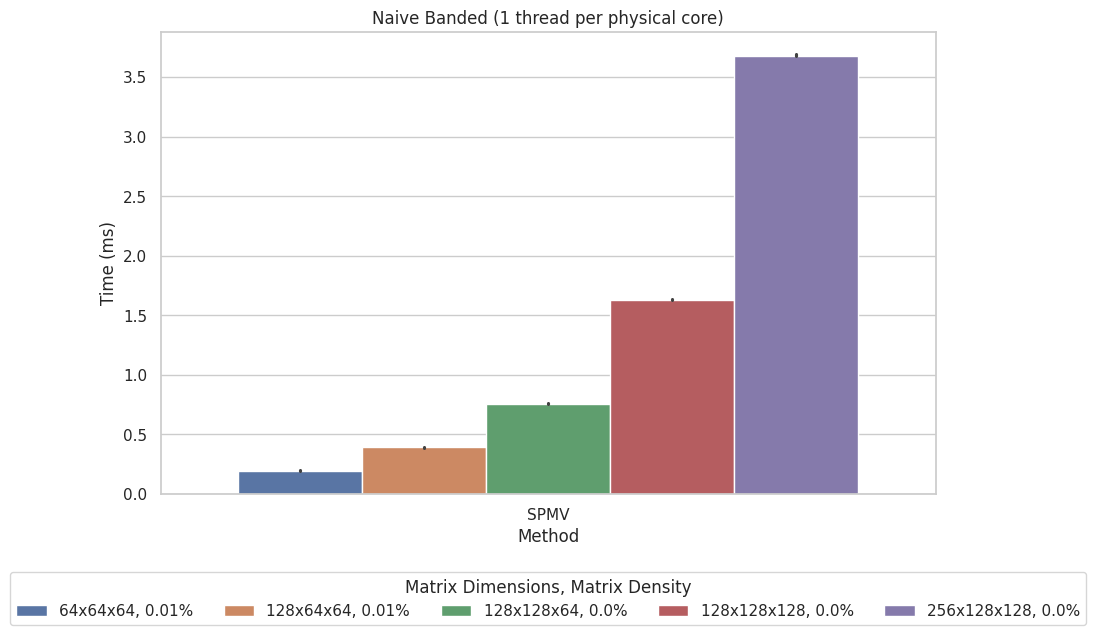 Naive Banded (1 thread per physical core)
3.5
3.0
2.5
2.0
1.5
1.0
0.5
0.0
Time (ms)
SPMV
Method
Matrix Dimensions, Matrix Density
64x64x64, 0.01% 128x64x64, 0.01% 128x128x64, 0.0% 128x128x128, 0.0% 256x128x128, 0.0%